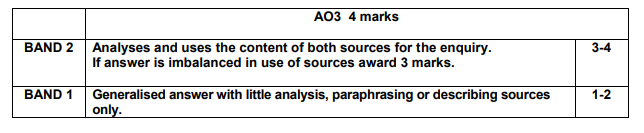 AO3 4 marks
BAND 2 Analyses and uses the content of both sources for the enquiry. 3-4
If answer is imbalanced in use of sources award 3 marks.
BAND 1 Generalised answer with little analysis, paraphrasing or describing sources 1-2
only.